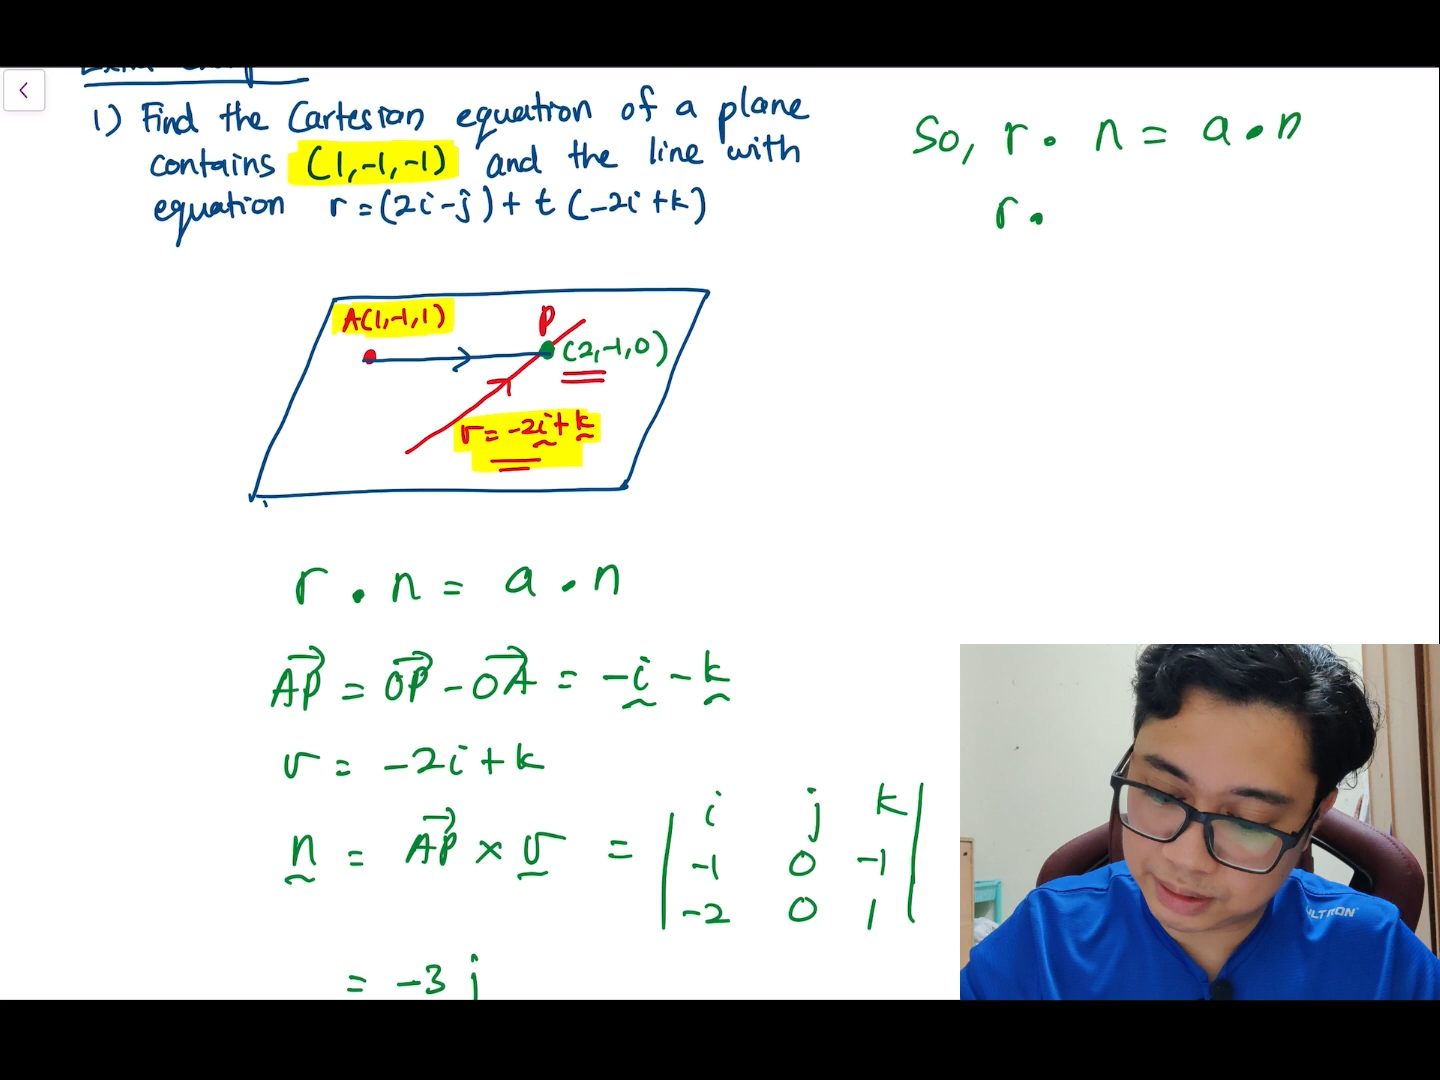 1) Find the Cartesian equation of a plane
contains (1,-1,-1) and the line with
equation r=(2i-j)+t(-2i+k)
A(1,-1,1)
P
(2,-1,0)
v=-2i+k
r . n = a . n
AP = OP - OA = -i - k
v = -2i+k
n = AP × v = | i j k
-1 0 -1
-2 0 1 |
= -3 j
So, r . n = a . n
r .